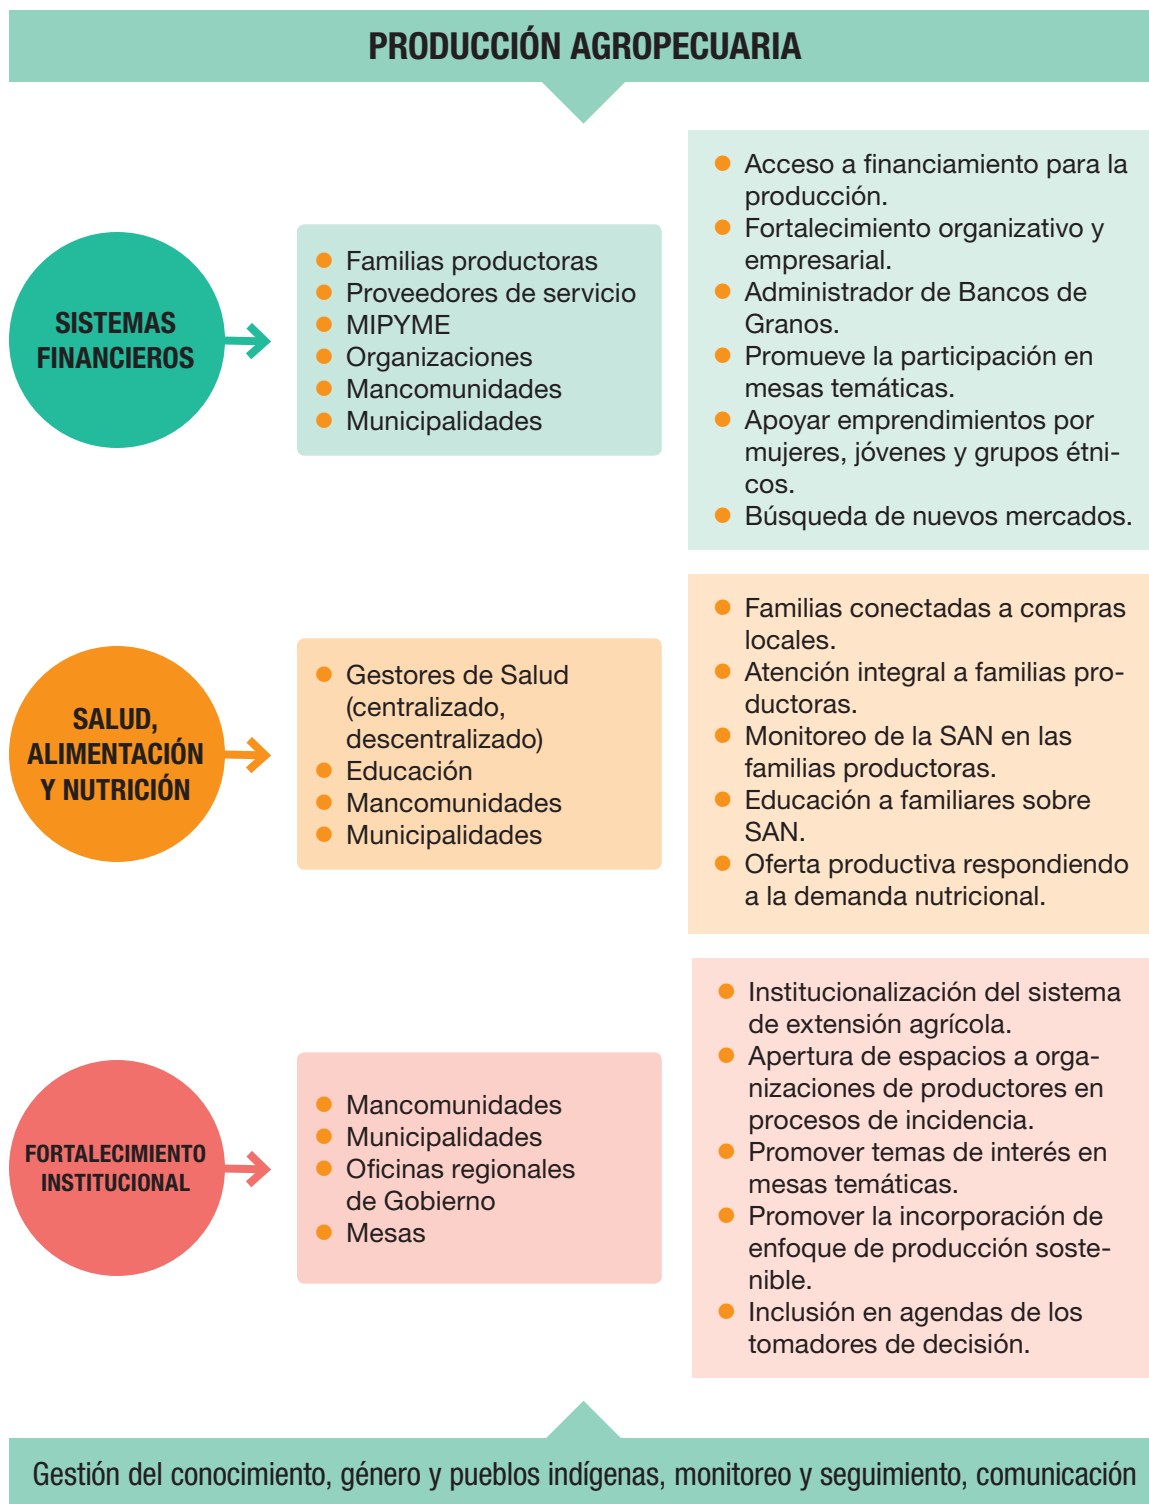 PRODUCCIÓN AGROPECUARIA
SISTEMAS
FINANCIEROS
Familias productoras
Proveedores de servicio
MIPYME
Organizaciones
Mancomunidades
Municipalidades
Acceso a financiamiento para la
producción.
Fortalecimiento organizativo y
empresarial.
Administrador de Bancos de
Granos.
Promueve la participación en
mesas temáticas.
Apoyar emprendimientos por
mujeres, jóvenes y grupos étni-
cos.
Búsqueda de nuevos mercados.
SALUD,
ALIMENTACIÓN
Y NUTRICIÓN
Gestores de Salud
(centralizado,
descentralizado)
Educación
Mancomunidades
Municipalidades
Familias conectadas a compras
locales.
Atención integral a familias pro-
ductoras.
Monitoreo de la SAN en las
familias productoras.
Educación a familiares sobre
SAN.
Oferta productiva respondiendo
a la demanda nutricional.
FORTALECIMIENTO
INSTITUCIONAL
Mancomunidades
Municipalidades
Oficinas regionales
de Gobierno
Mesas
Institucionalización del sistema
de extensión agrícola.
Apertura de espacios a orga-
nizaciones de productores en
procesos de incidencia.
Promover temas de interés en
mesas temáticas.
Promover la incorporación de
enfoque de producción soste-
nible.
Inclusión en agendas de los
tomadores de decisión.
Gestión del conocimiento, género y pueblos indígenas, monitoreo y seguimiento, comunicación